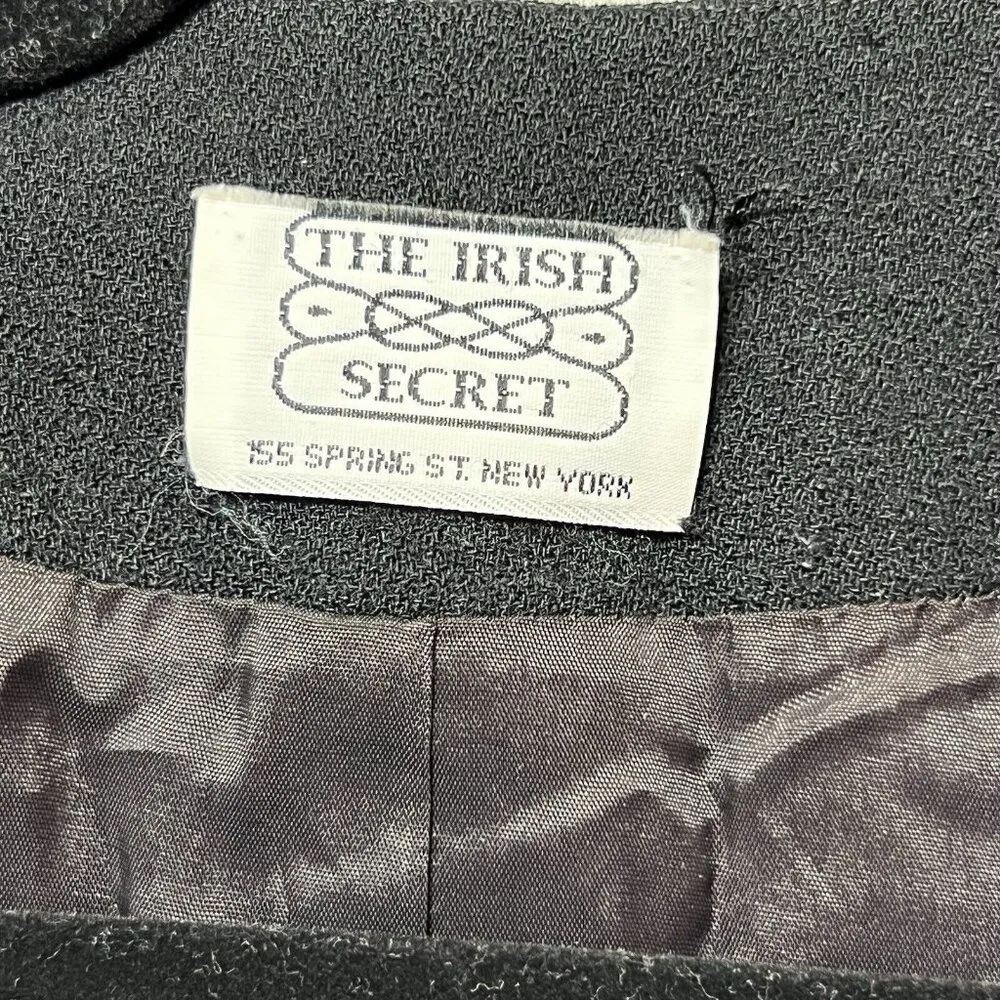 THE IRISH
SECRET
155 SPRING ST. NEW YORK